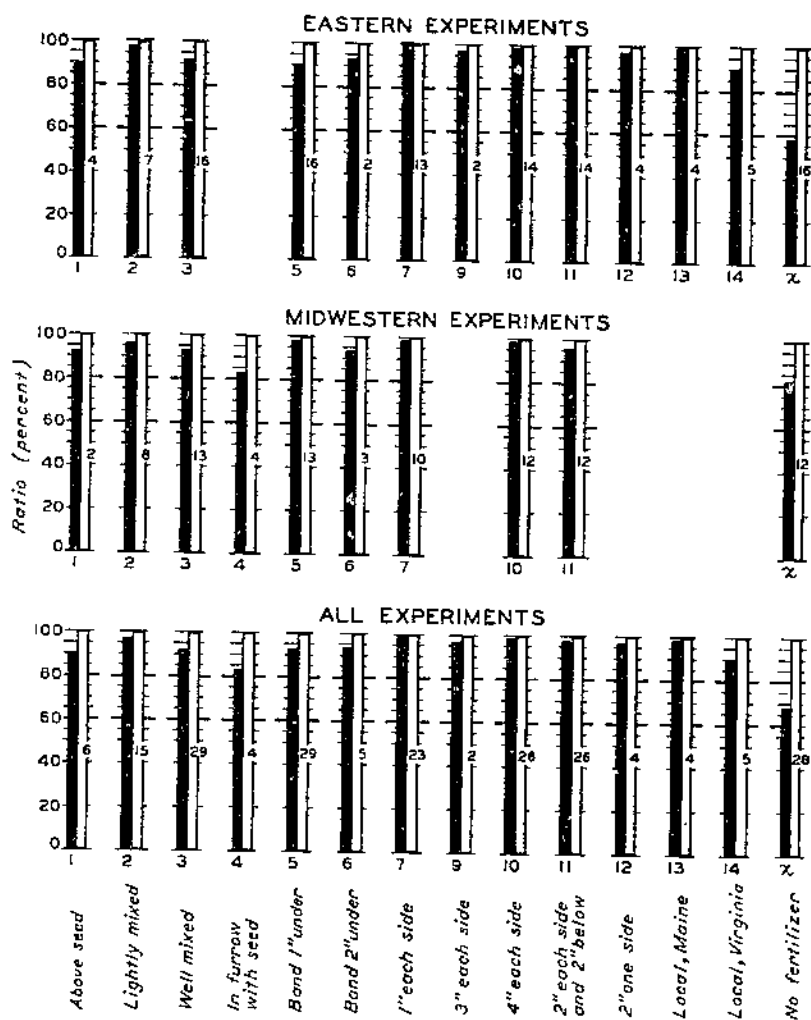 EASTERN EXPERIMENTS
100
80
60
40
20
0
4 7 16 16 2 13 2 14 14 4 4 5 16
1 2 3 5 6 7 9 10 11 12 13 14 x
MIDWESTERN EXPERIMENTS
Ratio (percent)
100
80
60
40
20
0
2 8 13 4 13 3 10 12 12 12
1 2 3 4 5 6 7 10 11 x
ALL EXPERIMENTS
100
80
60
40
20
0
6 15 29 4 29 5 23 2 26 26 4 4 5 28
1 2 3 4 5 6 7 9 10 11 12 13 14 x
Above seed
Lightly mixed
Well mixed
In furrow
with seed
Band 1" under
Band 2" under
1" each side
3" each side
4" each side
2" each side
and 2" below
2" one side
Local, Maine
Local, Virginia
No fertilizer